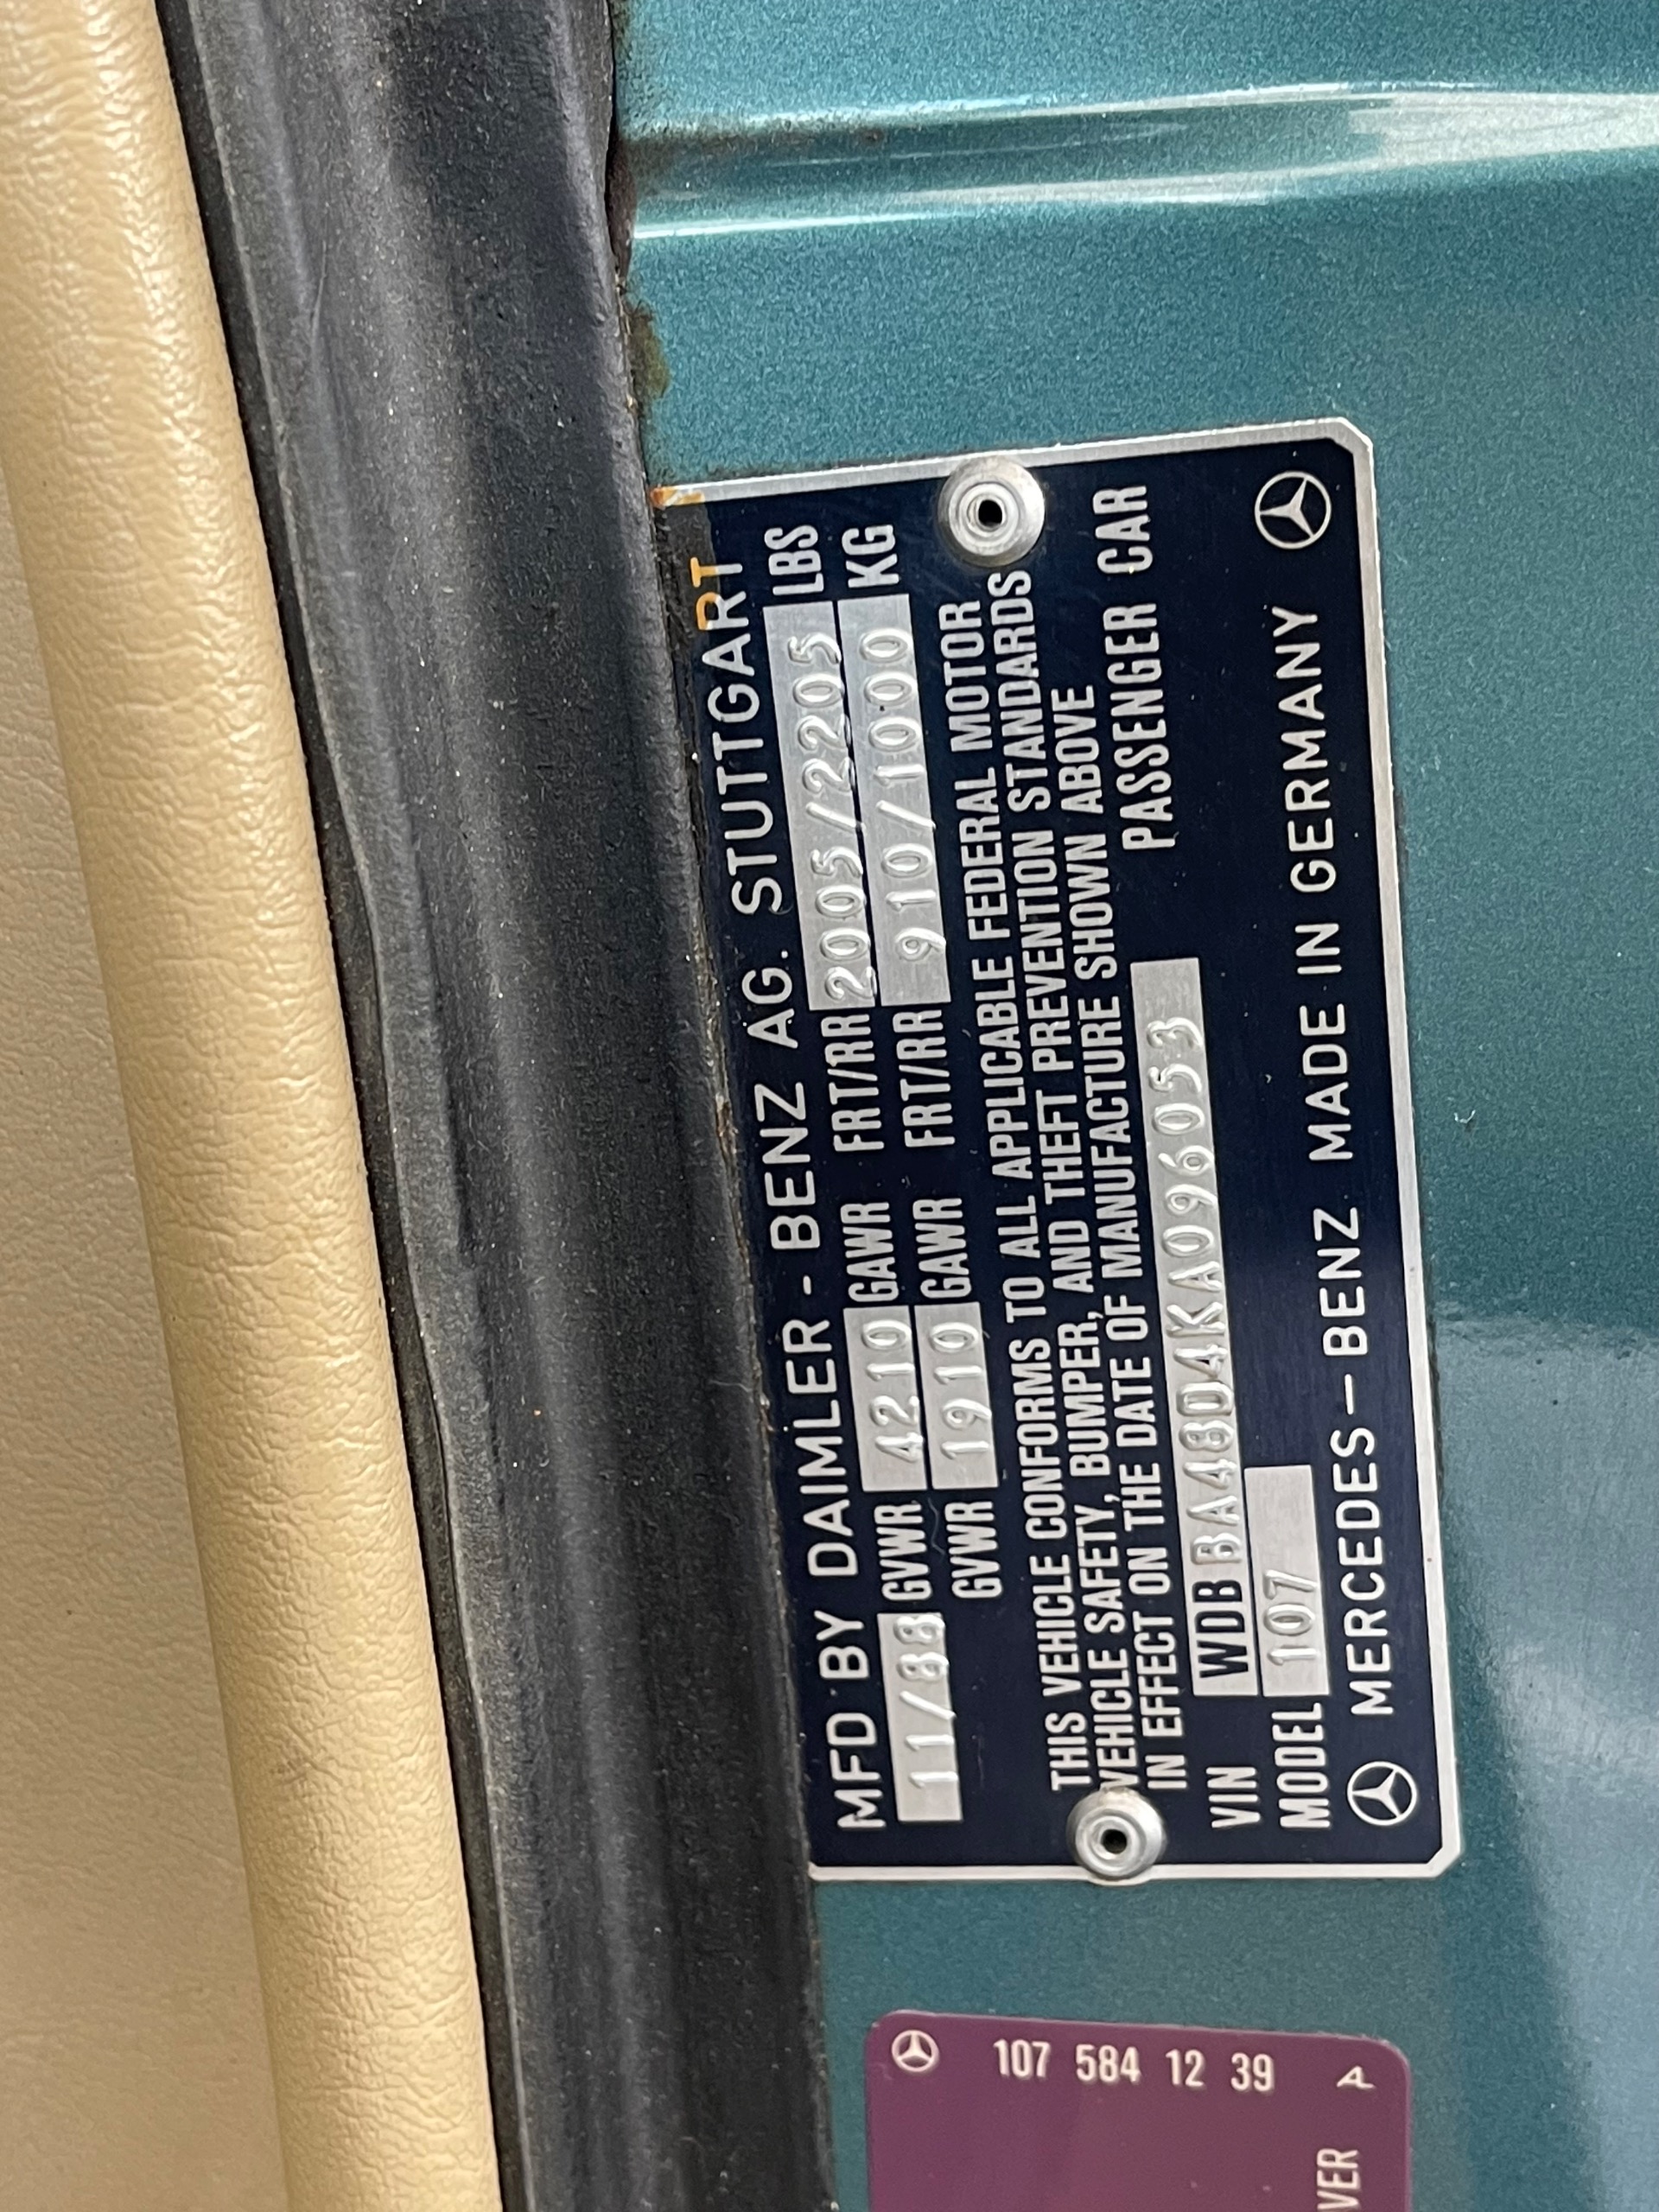 MFD BY DAIMLER - BENZ AG. STUTTGART
11/88 GVWR 4210 GAWR FRT/RR 2005/2205 LBS
GVWR 1910 GAWR FRT/RR 910/1000 KG
THIS VEHICLE CONFORMS TO ALL APPLICABLE FEDERAL MOTOR
VEHICLE SAFETY, BUMPER, AND THEFT PREVENTION STANDARDS
IN EFFECT ON THE DATE OF MANUFACTURE SHOWN ABOVE
VIN WDB BA48D4KA096053 PASSENGER CAR
MODEL 107
MERCEDES-BENZ MADE IN GERMANY
107 584 12 39 A
VER